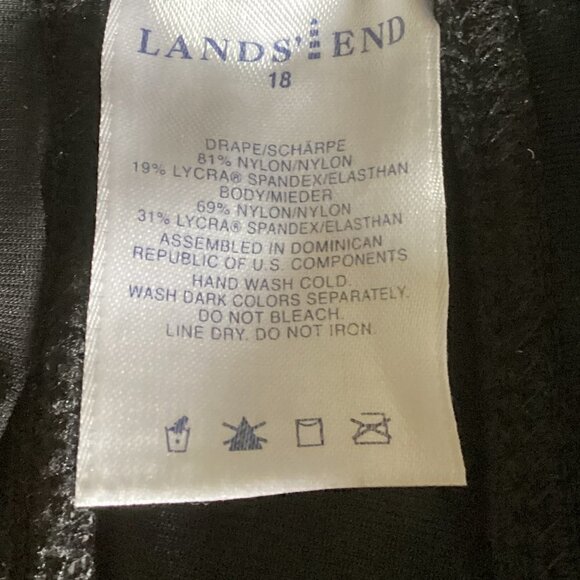 LANDS' END
18
DRAPE/SCHÄRPE
81% NYLON/NYLON
19% LYCRA® SPANDEX/ELASTHAN
BODY/MIEDER
69% NYLON/NYLON
31% LYCRA® SPANDEX/ELASTHAN
ASSEMBLED IN DOMINICAN
REPUBLIC OF U.S. COMPONENTS
HAND WASH COLD.
WASH DARK COLORS SEPARATELY.
DO NOT BLEACH.
LINE DRY. DO NOT IRON.